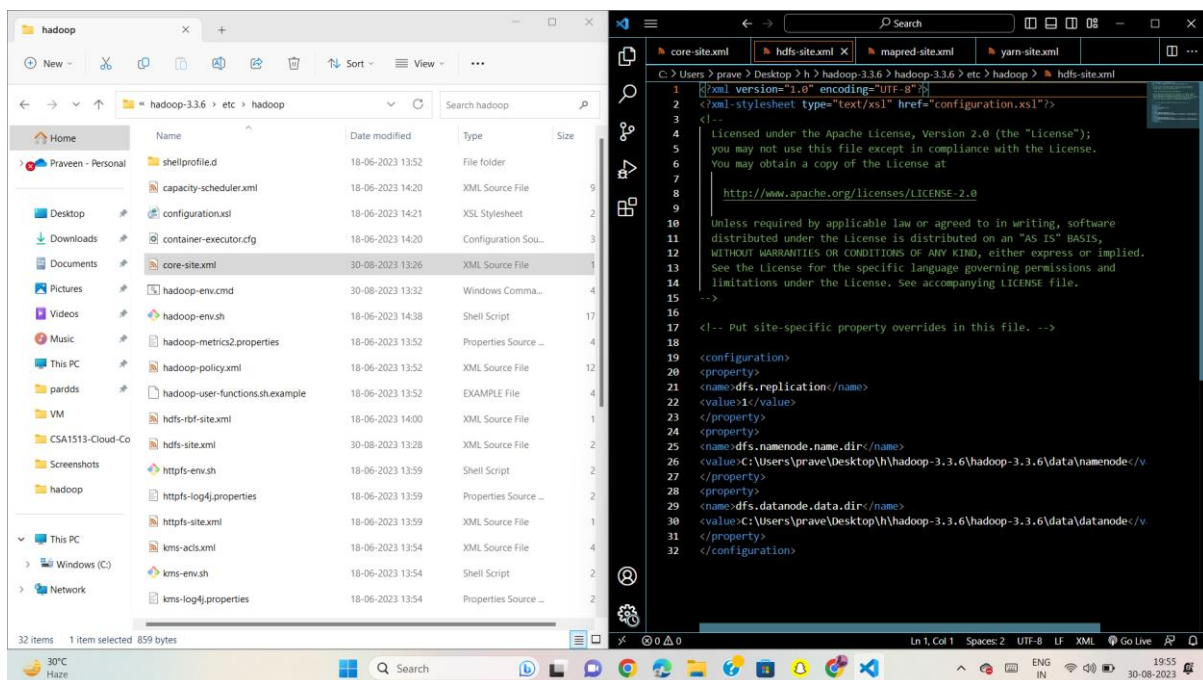 hadoop
New
Sort
View
hadoop-3.3.6 > etc > hadoop
Search hadoop
Home
Praveen - Personal
Desktop
Downloads
Documents
Pictures
Videos
Music
This PC
pardds
VM
CSA1513-Cloud-Co
Screenshots
hadoop
This PC
Windows (C:)
Network
Name Date modified Type Size
shellprofile.d 18-06-2023 13:52 File folder
capacity-scheduler.xml 18-06-2023 14:20 XML Source File 9
configuration.xsl 18-06-2023 14:21 XSL Stylesheet 2
container-executor.cfg 18-06-2023 14:20 Configuration Sou... 3
core-site.xml 30-08-2023 13:26 XML Source File 1
hadoop-env.cmd 30-08-2023 13:32 Windows Comma... 4
hadoop-env.sh 18-06-2023 14:38 Shell Script 17
hadoop-metrics2.properties 18-06-2023 13:52 Properties Source ... 4
hadoop-policy.xml 18-06-2023 13:52 XML Source File 12
hadoop-user-functions.sh.example 18-06-2023 13:52 EXAMPLE File 4
hdfs-rbf-site.xml 18-06-2023 14:00 XML Source File 1
hdfs-site.xml 30-08-2023 13:28 XML Source File 2
httpfs-env.sh 18-06-2023 13:59 Shell Script 2
httpfs-log4j.properties 18-06-2023 13:59 Properties Source ... 2
httpfs-site.xml 18-06-2023 13:59 XML Source File 1
kms-acls.xml 18-06-2023 13:54 XML Source File 4
kms-env.sh 18-06-2023 13:54 Shell Script 2
kms-log4j.properties 18-06-2023 13:54 Properties Source ... 2
32 items 1 item selected 859 bytes
Search
core-site.xml hdfs-site.xml mapred-site.xml yarn-site.xml
C: > Users > prave > Desktop > h > hadoop-3.3.6 > hadoop-3.3.6 > etc > hadoop > hdfs-site.xml
1 <?xml version="1.0" encoding="UTF-8"?>
2 <?xml-stylesheet type="text/xsl" href="configuration.xsl"?>
3 <!--
4 Licensed under the Apache License, Version 2.0 (the "License");
5 you may not use this file except in compliance with the License.
6 You may obtain a copy of the License at
7
8 http://www.apache.org/licenses/LICENSE-2.0
9
10 Unless required by applicable law or agreed to in writing, software
11 distributed under the License is distributed on an "AS IS" BASIS,
12 WITHOUT WARRANTIES OR CONDITIONS OF ANY KIND, either express or implied.
13 See the License for the specific language governing permissions and
14 limitations under the License. See accompanying LICENSE file.
15 -->
16
17 <!-- Put site-specific property overrides in this file. -->
18
19 <configuration>
20 <property>
21 <name>dfs.replication</name>
22 <value>1</value>
23 </property>
24 <property>
25 <name>dfs.namenode.name.dir</name>
26 <value>C:\Users\prave\Desktop\h\hadoop-3.3.6\hadoop-3.3.6\data\namenode</v
27 </property>
28 <property>
29 <name>dfs.datanode.data.dir</name>
30 <value>C:\Users\prave\Desktop\h\hadoop-3.3.6\hadoop-3.3.6\data\datanode</v
31 </property>
32 </configuration>
0 0 Ln 1, Col 1 Spaces: 2 UTF-8 LF XML Go Live
30°C
Haze
Search
ENG
IN
19:55
30-08-2023